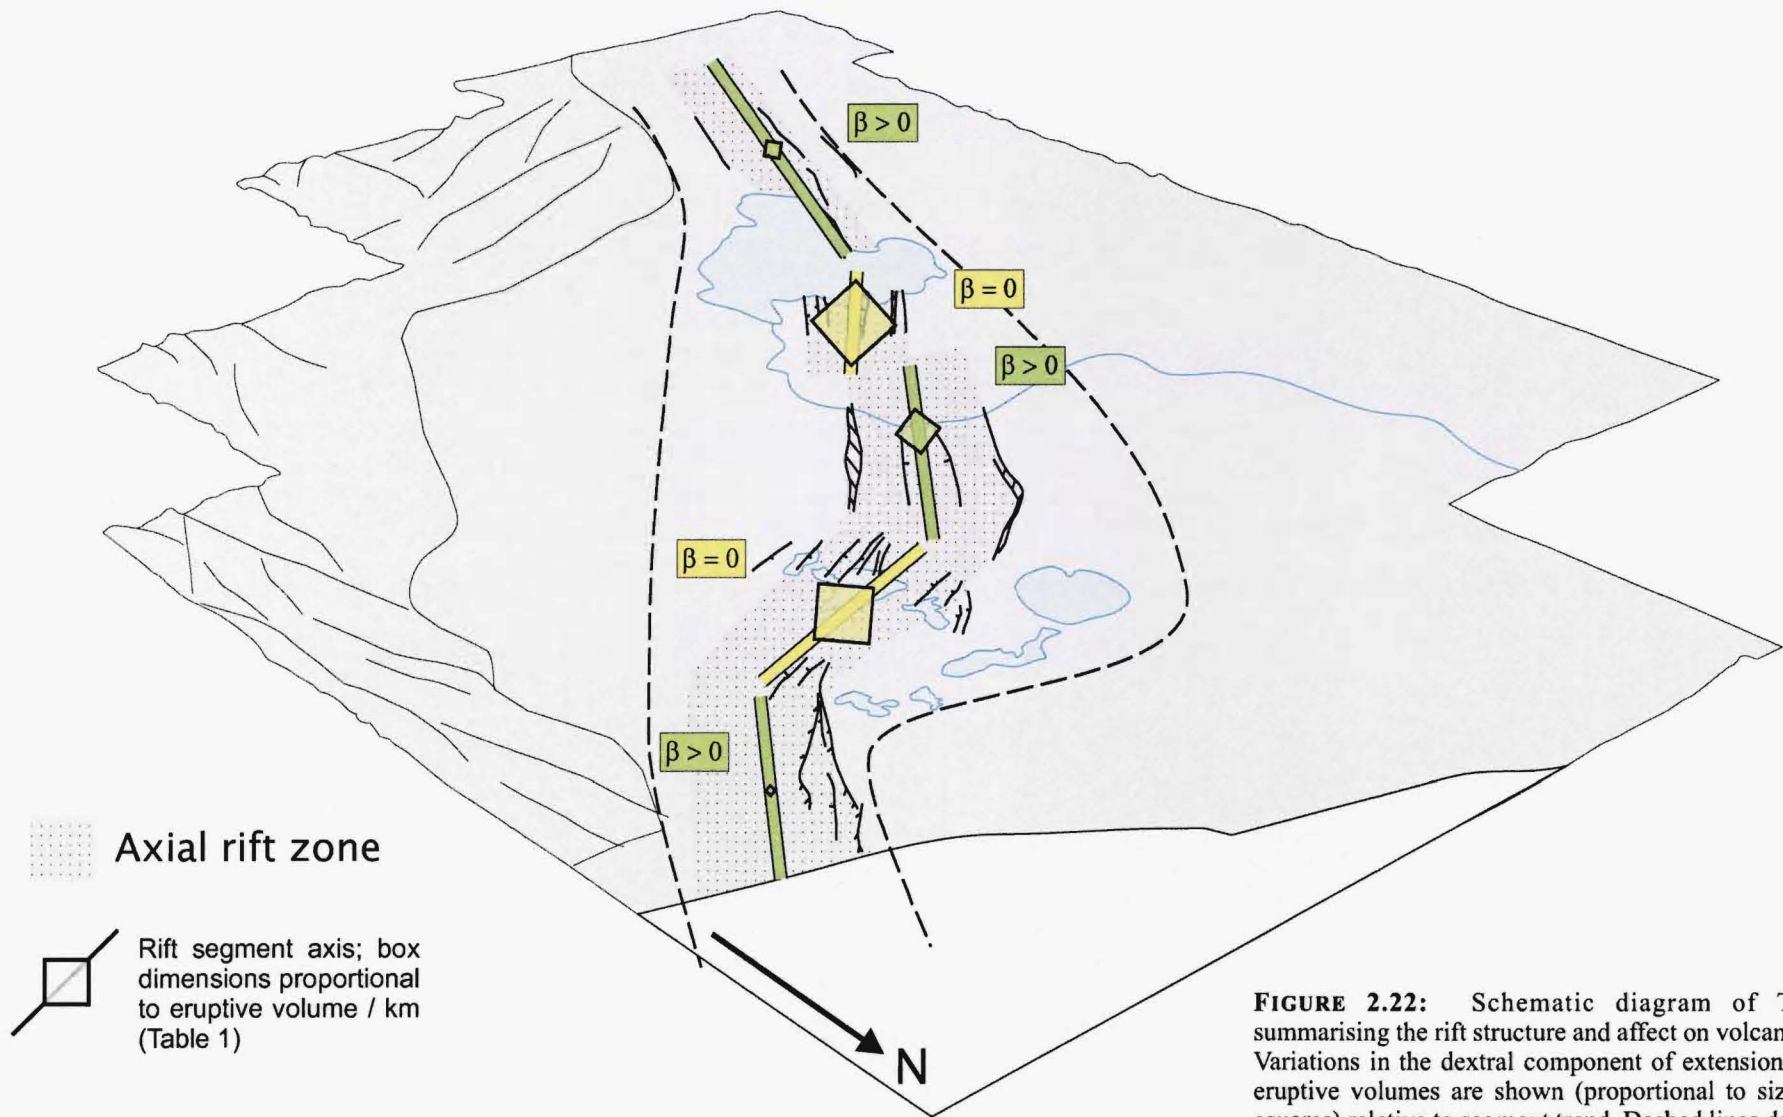 β > 0
β = 0
β > 0
β = 0
β > 0
Axial rift zone
Rift segment axis; box
dimensions proportional
to eruptive volume / km
(Table 1)
N
FIGURE 2.22: Schematic diagram of
summarising the rift structure and affect on
Variations in the dextral component of extension
eruptive volumes are shown (proportional to
relative to segment trend. Dashed lines